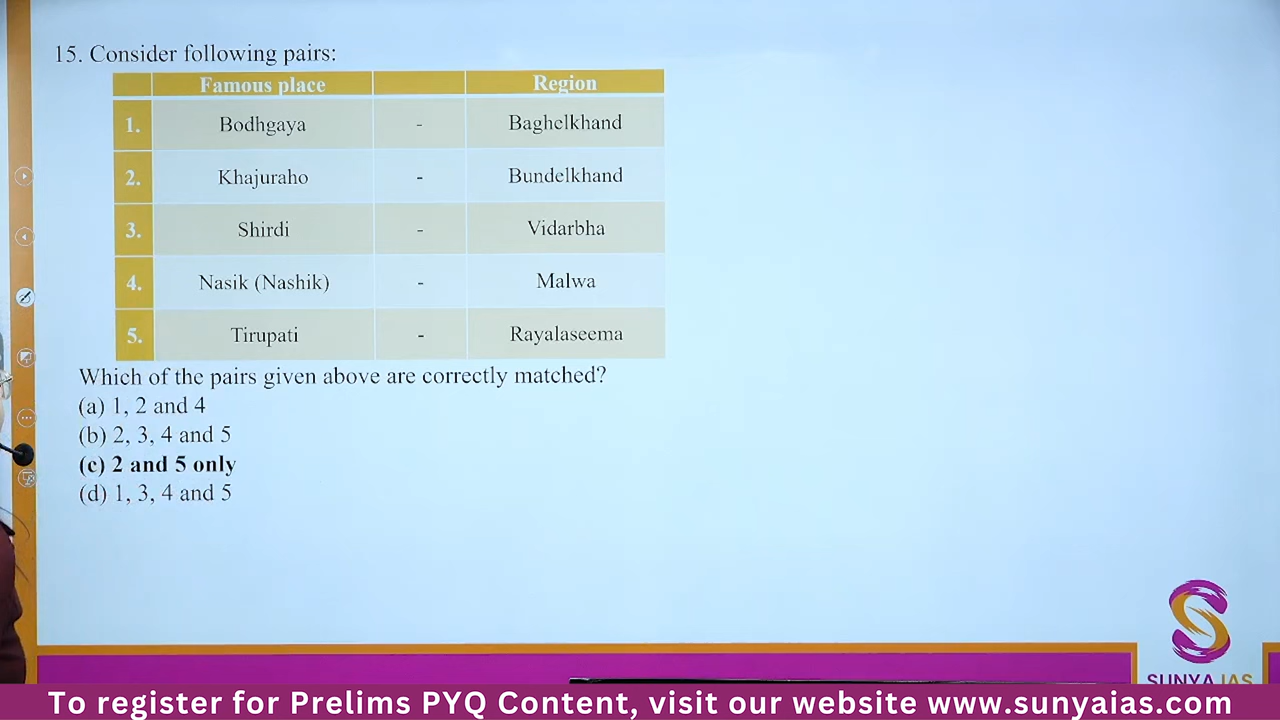 15. Consider following pairs:
Famous place Region
1. Bodhgaya - Baghelkhand
2. Khajuraho - Bundelkhand
3. Shirdi - Vidarbha
4. Nasik (Nashik) - Malwa
5. Tirupati - Rayalaseema
Which of the pairs given above are correctly matched?
(a) 1, 2 and 4
(b) 2, 3, 4 and 5
(c) 2 and 5 only
(d) 1, 3, 4 and 5
SUNYA IAS
To register for Prelims PYQ Content, visit our website www.sunyaias.com